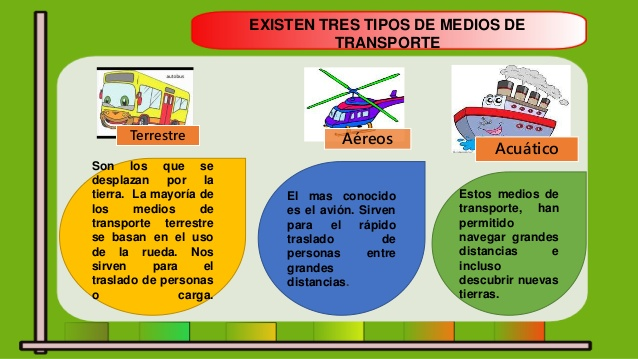 EXISTEN TRES TIPOS DE MEDIOS DE
TRANSPORTE
autobus
Terrestre
Aéreos
Acuático
Son los que se
desplazan por la
tierra. La mayoría de
los medios de
transporte terrestre
se basan en el uso
de la rueda. Nos
sirven para el
traslado de personas
o carga.
El mas conocido
es el avión. Sirven
para el rápido
traslado de
personas entre
grandes
distancias.
Estos medios de
transporte, han
permitido
navegar grandes
distancias e
incluso
descubrir nuevas
tierras.